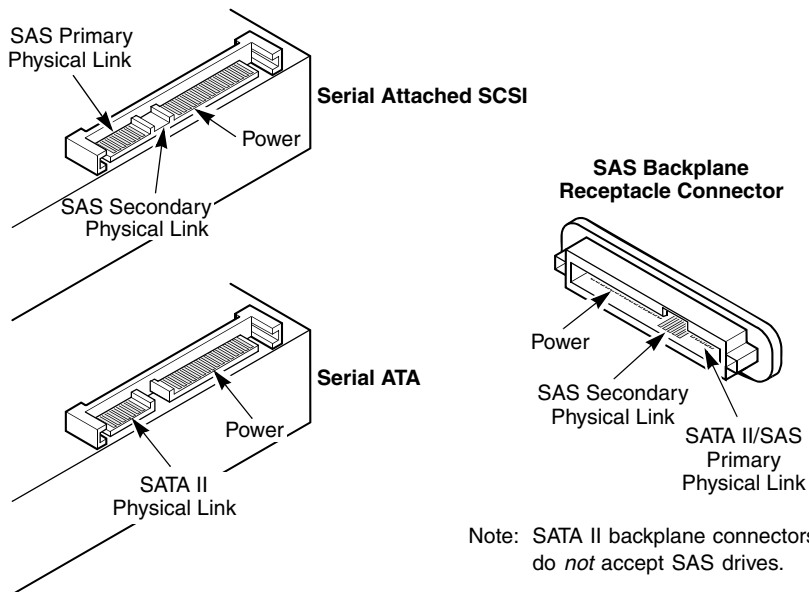 SAS Primary
Physical Link
Serial Attached SCSI
Power
SAS Secondary
Physical Link
SAS Backplane
Receptacle Connector
Power
SAS Secondary
Physical Link
SATA II/SAS
Primary
Physical Link
Serial ATA
Power
SATA II
Physical Link
Note: SATA II backplane connectors
do not accept SAS drives.